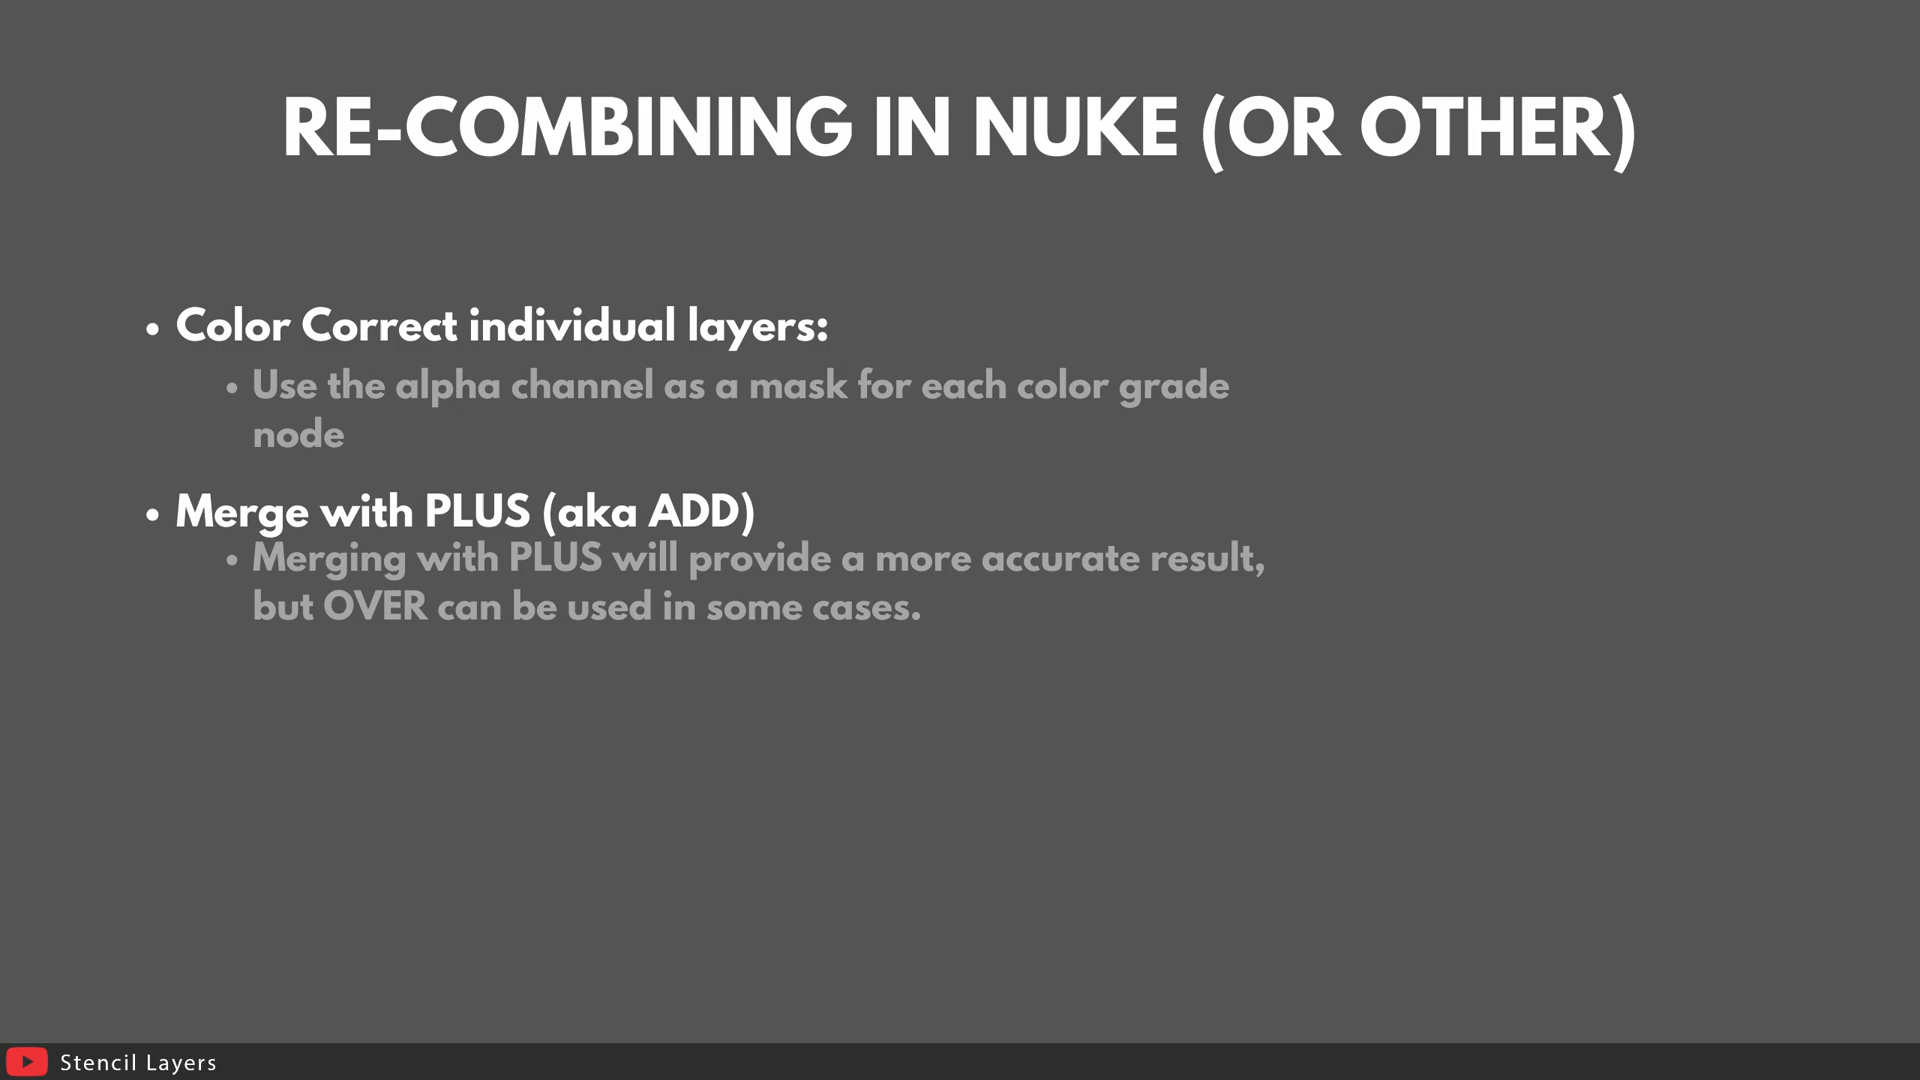 RE-COMBINING IN NUKE (OR OTHER)
• Color Correct individual layers:
• Use the alpha channel as a mask for each color grade
node
• Merge with PLUS (aka ADD)
• Merging with PLUS will provide a more accurate result,
but OVER can be used in some cases.
Stencil Layers